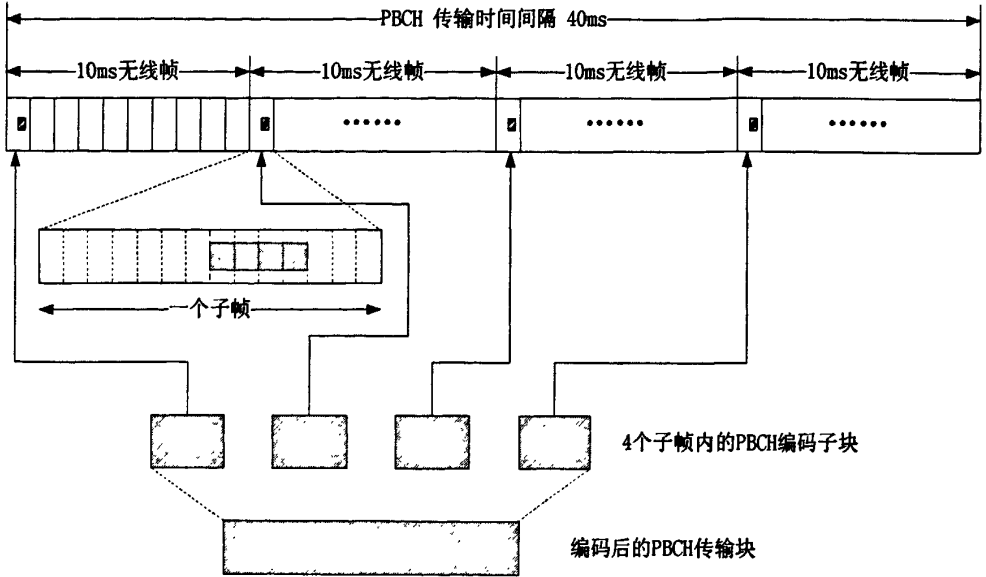 PBCH 传输时间间隔 40ms
10ms无线帧 10ms无线帧 10ms无线帧 10ms无线帧
······ ······ ······
一个子帧
4个子帧内的PBCH编码子块
编码后的PBCH传输块